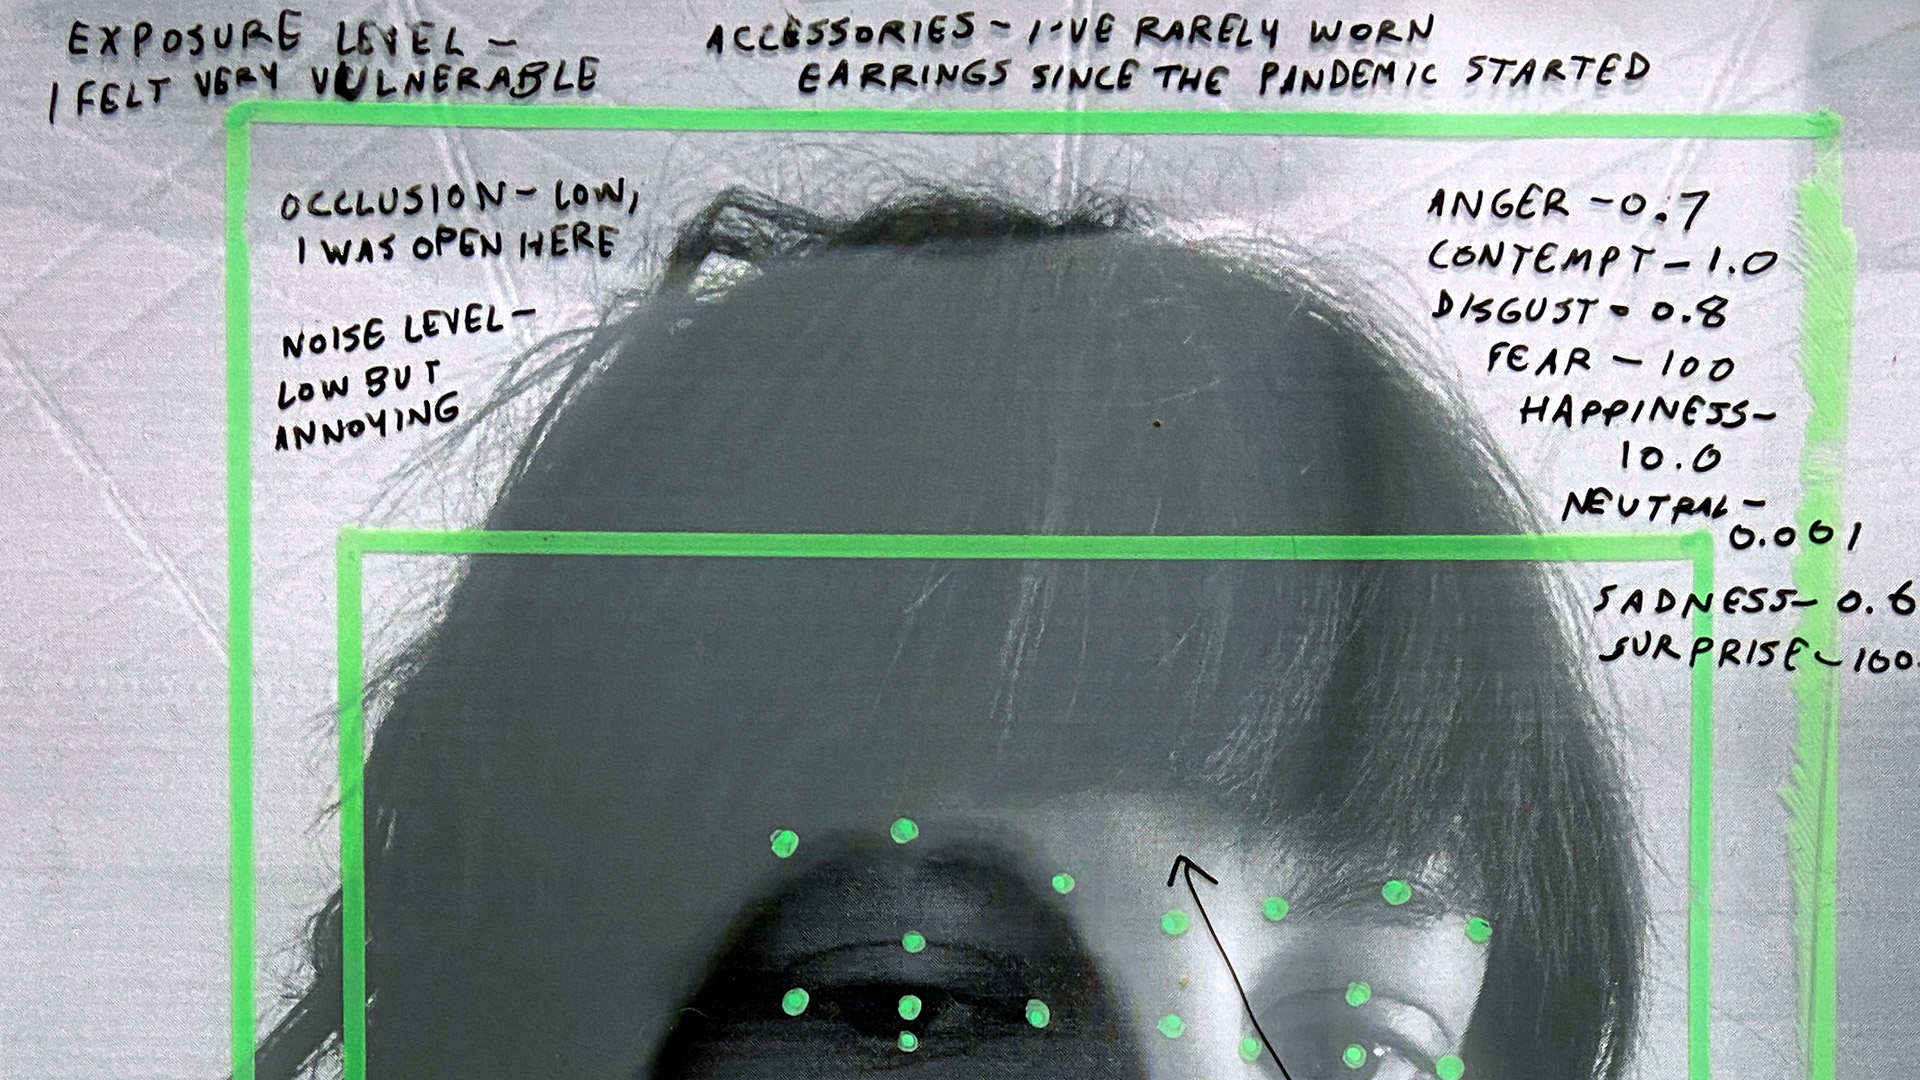 EXPOSURE LEVEL –
I FELT VERY VULNERABLE
ACCESSORIES – I'VE RARELY WORN
EARRINGS SINCE THE PANDEMIC STARTED
OCCLUSION – LOW,
I WAS OPEN HERE
NOISE LEVEL –
LOW BUT
ANNOYING
ANGER – 0.7
CONTEMPT – 1.0
DISGUST - 0.8
FEAR – 100
HAPPINESS –
10.0
NEUTRAL –
0.001
SADNESS – 0.6
SURPRISE – 100